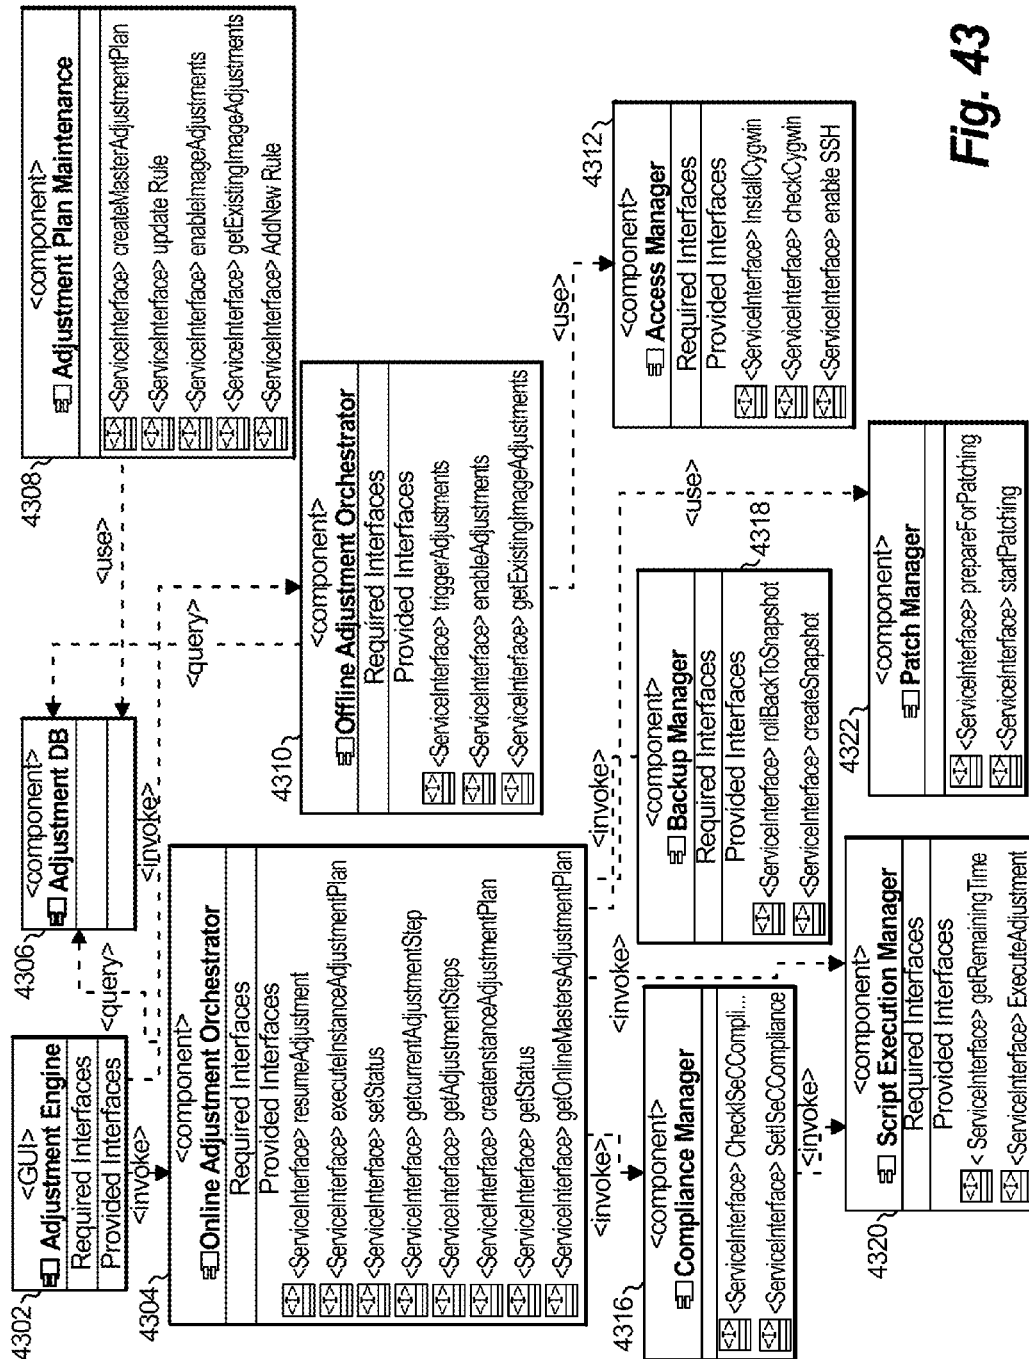 4302
<GUI>
Adjustment Engine
Required Interfaces
Provided Interfaces
<invoke>
<query>
4306
<component>
Adjustment DB
<invoke>
<use>
4308
<component>
Adjustment Plan Maintenance
<I> <ServiceInterface> createMasterAdjustmentPlan
<I> <ServiceInterface> update Rule
<I> <ServiceInterface> enableImageAdjustments
<I> <ServiceInterface> getExistingImageAdjustments
<I> <ServiceInterface> AddNew Rule
<query>
4304
<component>
Online Adjustment Orchestrator
Required Interfaces
Provided Interfaces
<I> <ServiceInterface> resumeAdjustment
<I> <ServiceInterface> executeInstanceAdjustmentPlan
<I> <ServiceInterface> setStatus
<I> <ServiceInterface> getcurrentAdjustmentStep
<I> <ServiceInterface> getAdjustmentSteps
<I> <ServiceInterface> createnstanceAdjustmentPlan
<I> <ServiceInterface> getStatus
<I> <ServiceInterface> getOnlineMastersAdjustmentPlan
4310
<component>
Offline Adjustment Orchestrator
Required Interfaces
Provided Interfaces
<I> <ServiceInterface> triggerAdjustments
<I> <ServiceInterface> enableAdjustments
<I> <ServiceInterface> getExistingImageAdjustments
<use>
<invoke>
<invoke>
<invoke>
4312
<component>
Access Manager
Required Interfaces
Provided Interfaces
<I> <ServiceInterface> InstallCygwin
<I> <ServiceInterface> checkCygwin
<I> <ServiceInterface> enable SSH
4316
<component>
Compliance Manager
<I> <ServiceInterface> CheckISeCCompli...
<I> <ServiceInterface> SetISeCCompliance
<invoke>
4318
<component>
Backup Manager
Required Interfaces
Provided Interfaces
<I> <ServiceInterface> rollBackToSnapshot
<I> <ServiceInterface> createSnapshot
<use>
4320
<component>
Script Execution Manager
Required Interfaces
Provided Interfaces
<I> < ServiceInterface> getRemainingTime
<I> <ServiceInterface> ExecuteAdjustment
4322
<component>
Patch Manager
<I> <ServiceInterface> prepareForPatching
<I> <ServiceInterface> startPatching
Fig. 43